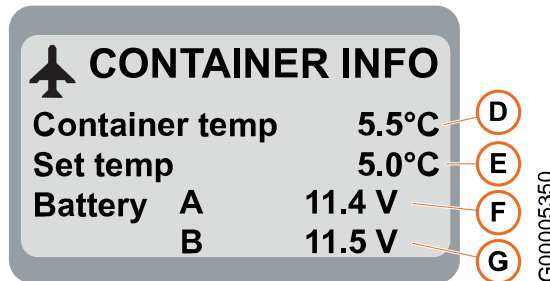 CONTAINER INFO
Container temp 5.5°C D
Set temp 5.0°C E
Battery A 11.4 V F
B 11.5 V G
G00005350